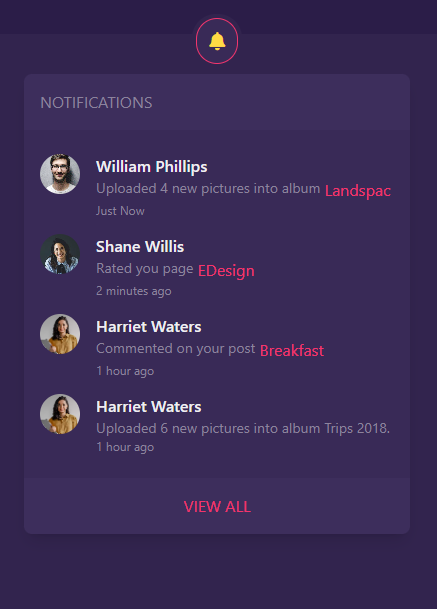 NOTIFICATIONS
William Phillips
Uploaded 4 new pictures into album Landspac
Just Now
Shane Willis
Rated you page EDesign
2 minutes ago
Harriet Waters
Commented on your post Breakfast
1 hour ago
Harriet Waters
Uploaded 6 new pictures into album Trips 2018.
1 hour ago
VIEW ALL